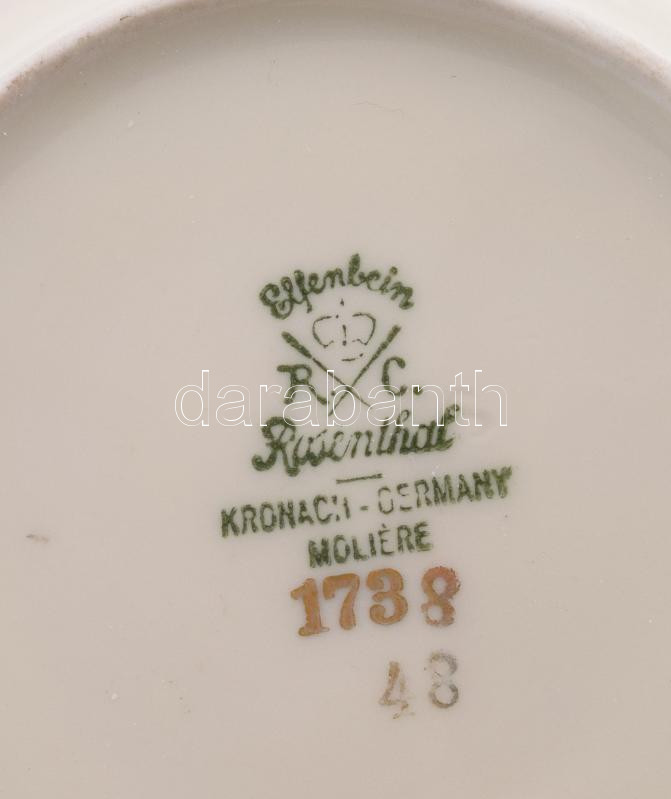 Elfenbein
R. C.
Rosenthal
KRONACH - GERMANY
MOLIÈRE
1738
48
darabanth